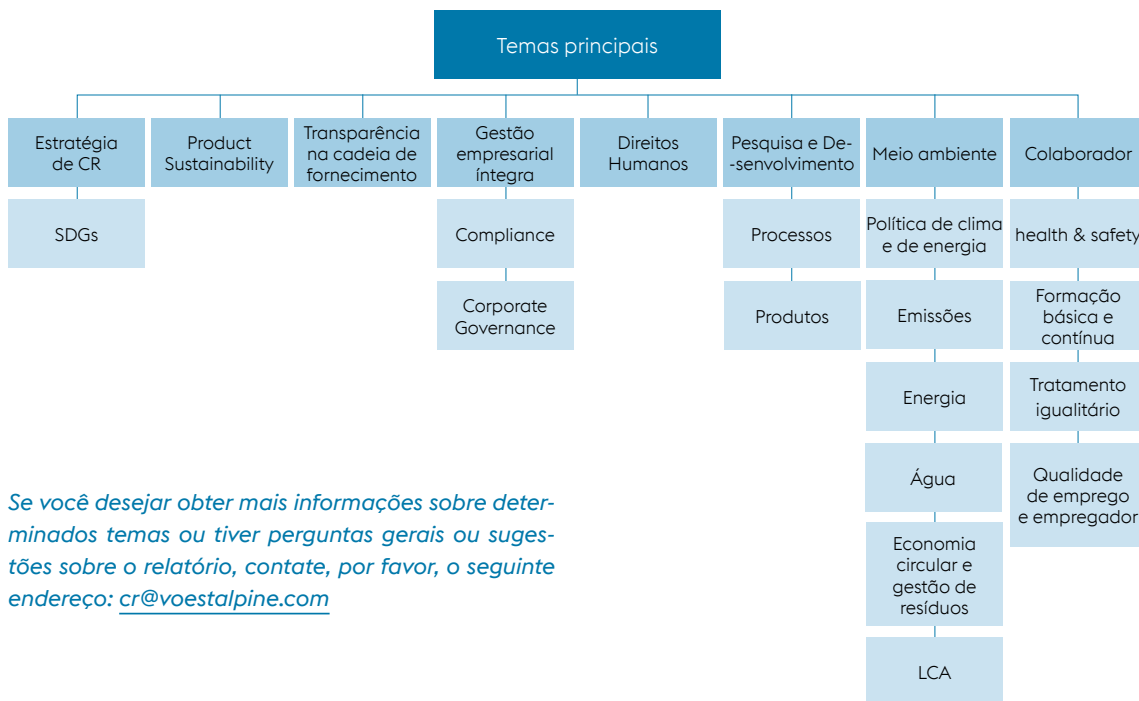 Temas principais
Estratégia
de CR
Product
Sustainability
Transparência
na cadeia de
fornecimento
Gestão
empresarial
íntegra
Direitos
Humanos
Pesquisa e De-
-senvolvimento
Meio ambiente
Colaborador
SDGs
Compliance
Corporate
Governance
Processos
Produtos
Política de clima
e de energia
Emissões
Energia
Água
Economia
circular e
gestão de
resíduos
LCA
health & safety
Formação
básica e
contínua
Tratamento
igualitário
Qualidade
de emprego
e empregador
Se você desejar obter mais informações sobre deter-
minados temas ou tiver perguntas gerais ou suges-
tões sobre o relatório, contate, por favor, o seguinte
endereço: cr@voestalpine.com